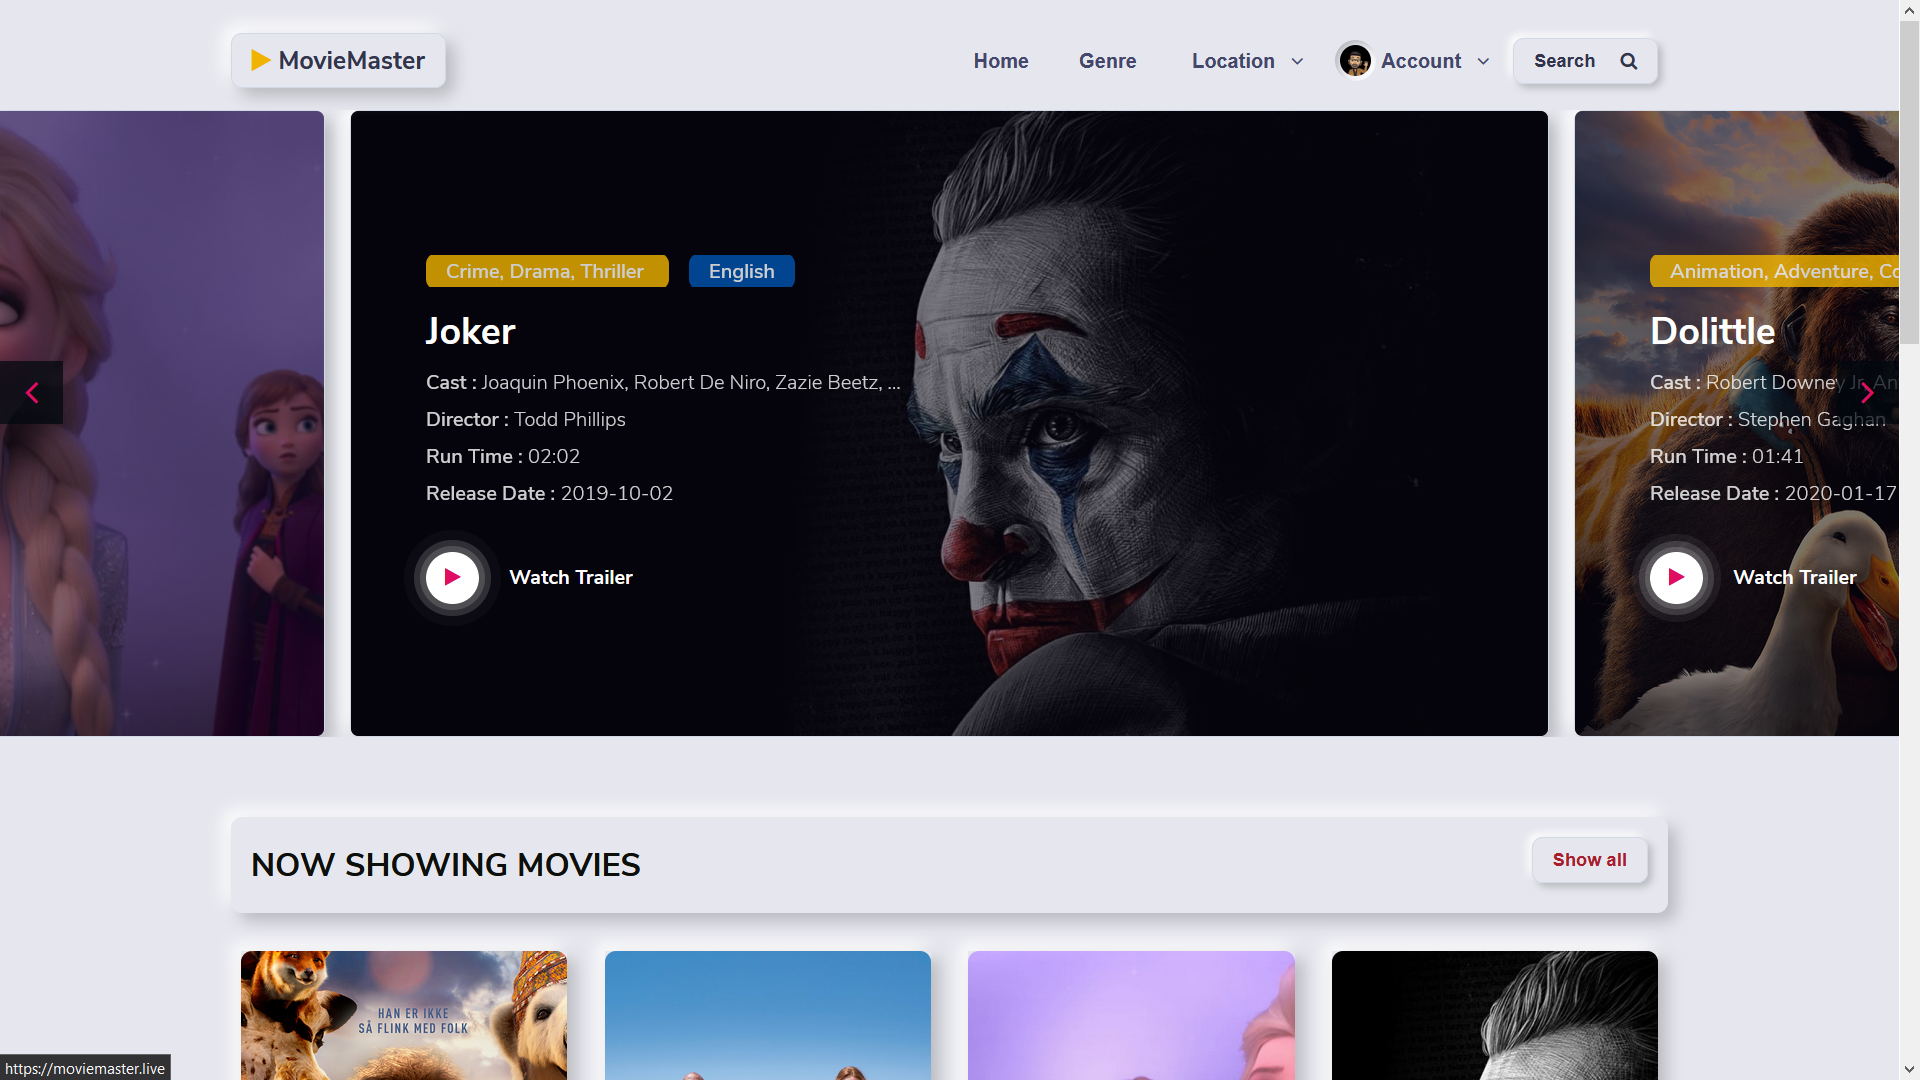 MovieMaster
Home
Genre
Location
Account
Search
Crime, Drama, Thriller
English
Joker
Cast : Joaquin Phoenix, Robert De Niro, Zazie Beetz, ...
Director : Todd Phillips
Run Time : 02:02
Release Date : 2019-10-02
Watch Trailer
Animation, Adventure, Co
Dolittle
Cast : Robert Downey Jr, An
Director : Stephen Gaghan
Run Time : 01:41
Release Date : 2020-01-17
Watch Trailer
NOW SHOWING MOVIES
Show all
HAN ER IKKE
SÅ FLINK MED FOLK
https://moviemaster.live